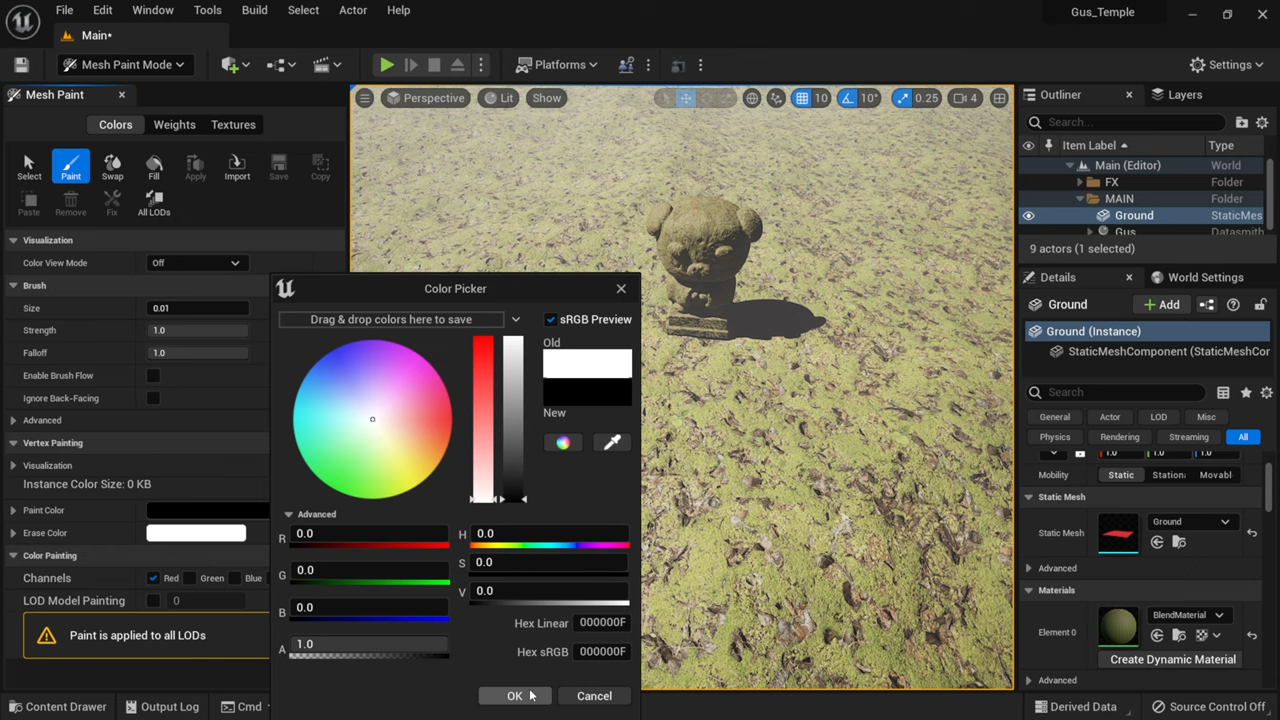 File Edit Window Tools Build Select Actor Help
Gus_Temple
Main*
Mesh Paint Mode
Platforms
Settings
Mesh Paint
Colors Weights Textures
Select Paint Swap Fill Apply Import Save Copy
Paste Remove Fix All LODs
Visualization
Color View Mode Off
Brush
Size 0.01
Strength 1.0
Falloff 1.0
Enable Brush Flow
Ignore Back-Facing
Advanced
Vertex Painting
Visualization
Instance Color Size: 0 KB
Paint Color
Erase Color
Color Painting
Channels Red Green Blue
LOD Model Painting 0
Paint is applied to all LODs
Perspective Lit Show
10 10° 0.25 4
Color Picker
Drag & drop colors here to save
sRGB Preview
Old
New
Advanced
R 0.0
G 0.0
B 0.0
A 1.0
H 0.0
S 0.0
V 0.0
Hex Linear 000000F
Hex sRGB 000000F
OK Cancel
Outliner Layers
Search...
Item Label Type
Main (Editor) World
FX Folder
MAIN Folder
Ground StaticMes
Gus Datasmith
9 actors (1 selected)
Details World Settings
Ground Add
Ground (Instance)
StaticMeshComponent (StaticMeshCor
Search
General Actor LOD Misc
Physics Rendering Streaming All
1.0 1.0 1.0
Mobility Static Station Movabl
Static Mesh
Static Mesh Ground
Advanced
Materials
Element 0 BlendMaterial
Create Dynamic Material
Advanced
Content Drawer Output Log Cmd
Derived Data Source Control Off